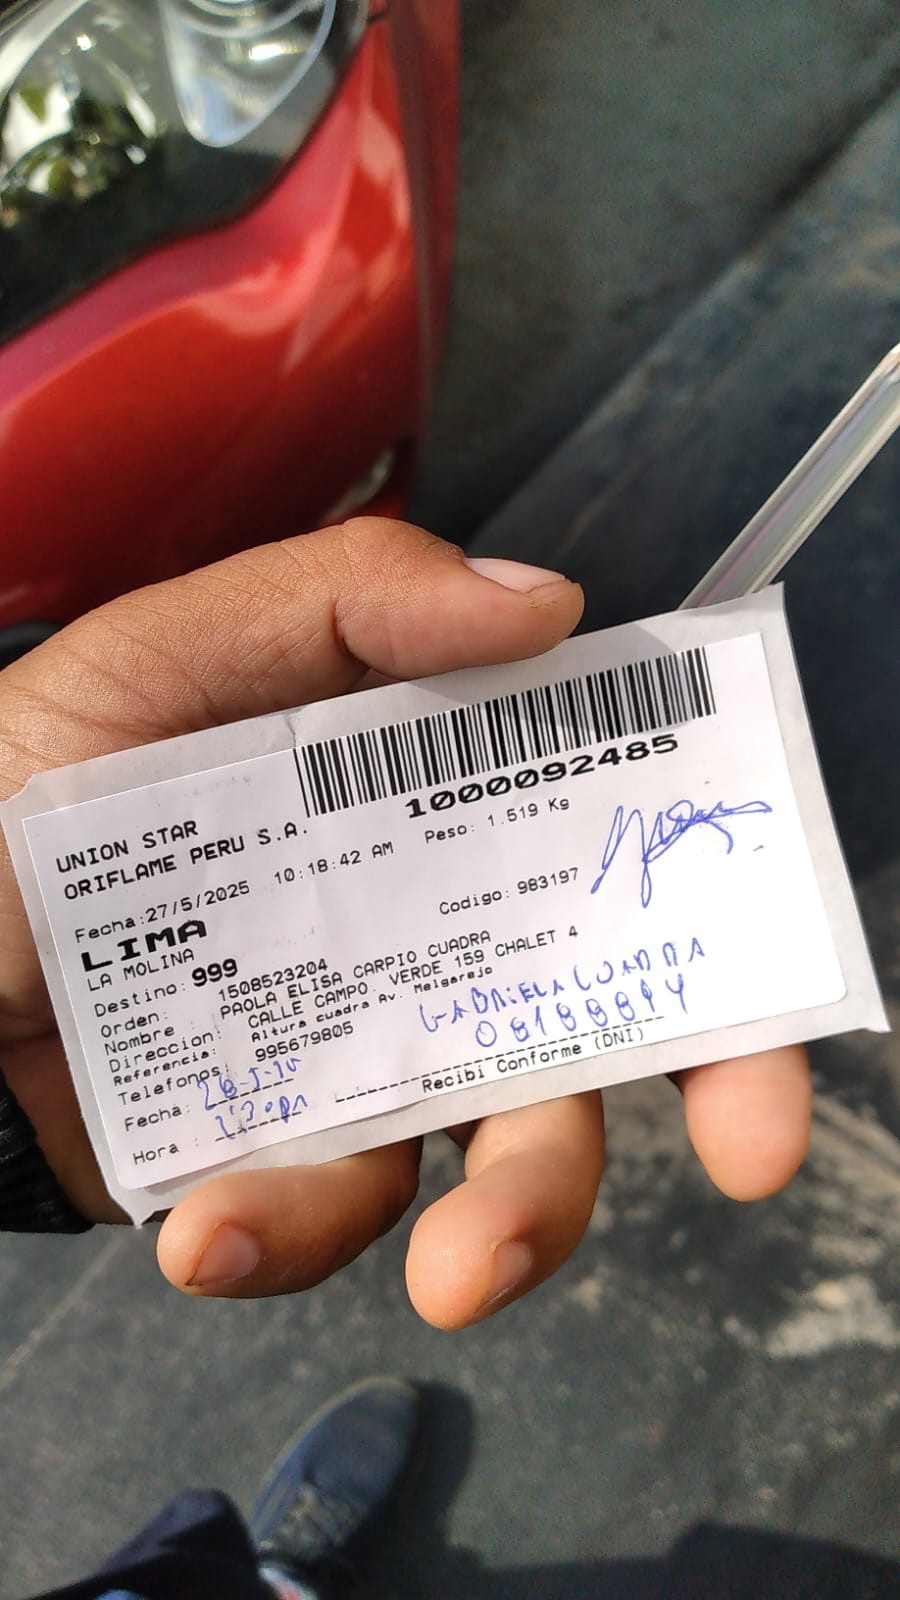 1000092485
UNION STAR
ORIFLAME PERU S.A.
Fecha:27/5/2025 10:18:42 AM Peso: 1.519 Kg
LIMA
LA MOLINA Codigo: 983197
Destino: 999
Orden: 1508523204
Nombre : PAOLA ELISA CARPIO CUADRA
Direccion: CALLE CAMPO. VERDE 159 CHALET 4
Referencia: Altura cuadra Av. Melgarejo
Telefonos: 995679805
GABRIELA CUADRA
Fecha:
Recibi Conforme (DNI)
Hora :